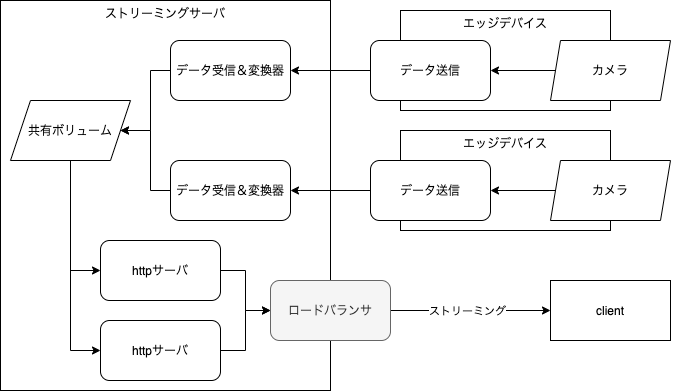 ストリーミングサーバ
エッジデバイス
データ受信＆変換器
データ送信
カメラ
共有ボリューム
エッジデバイス
データ受信＆変換器
データ送信
カメラ
httpサーバ
ロードバランサ
ストリーミング
client
httpサーバ